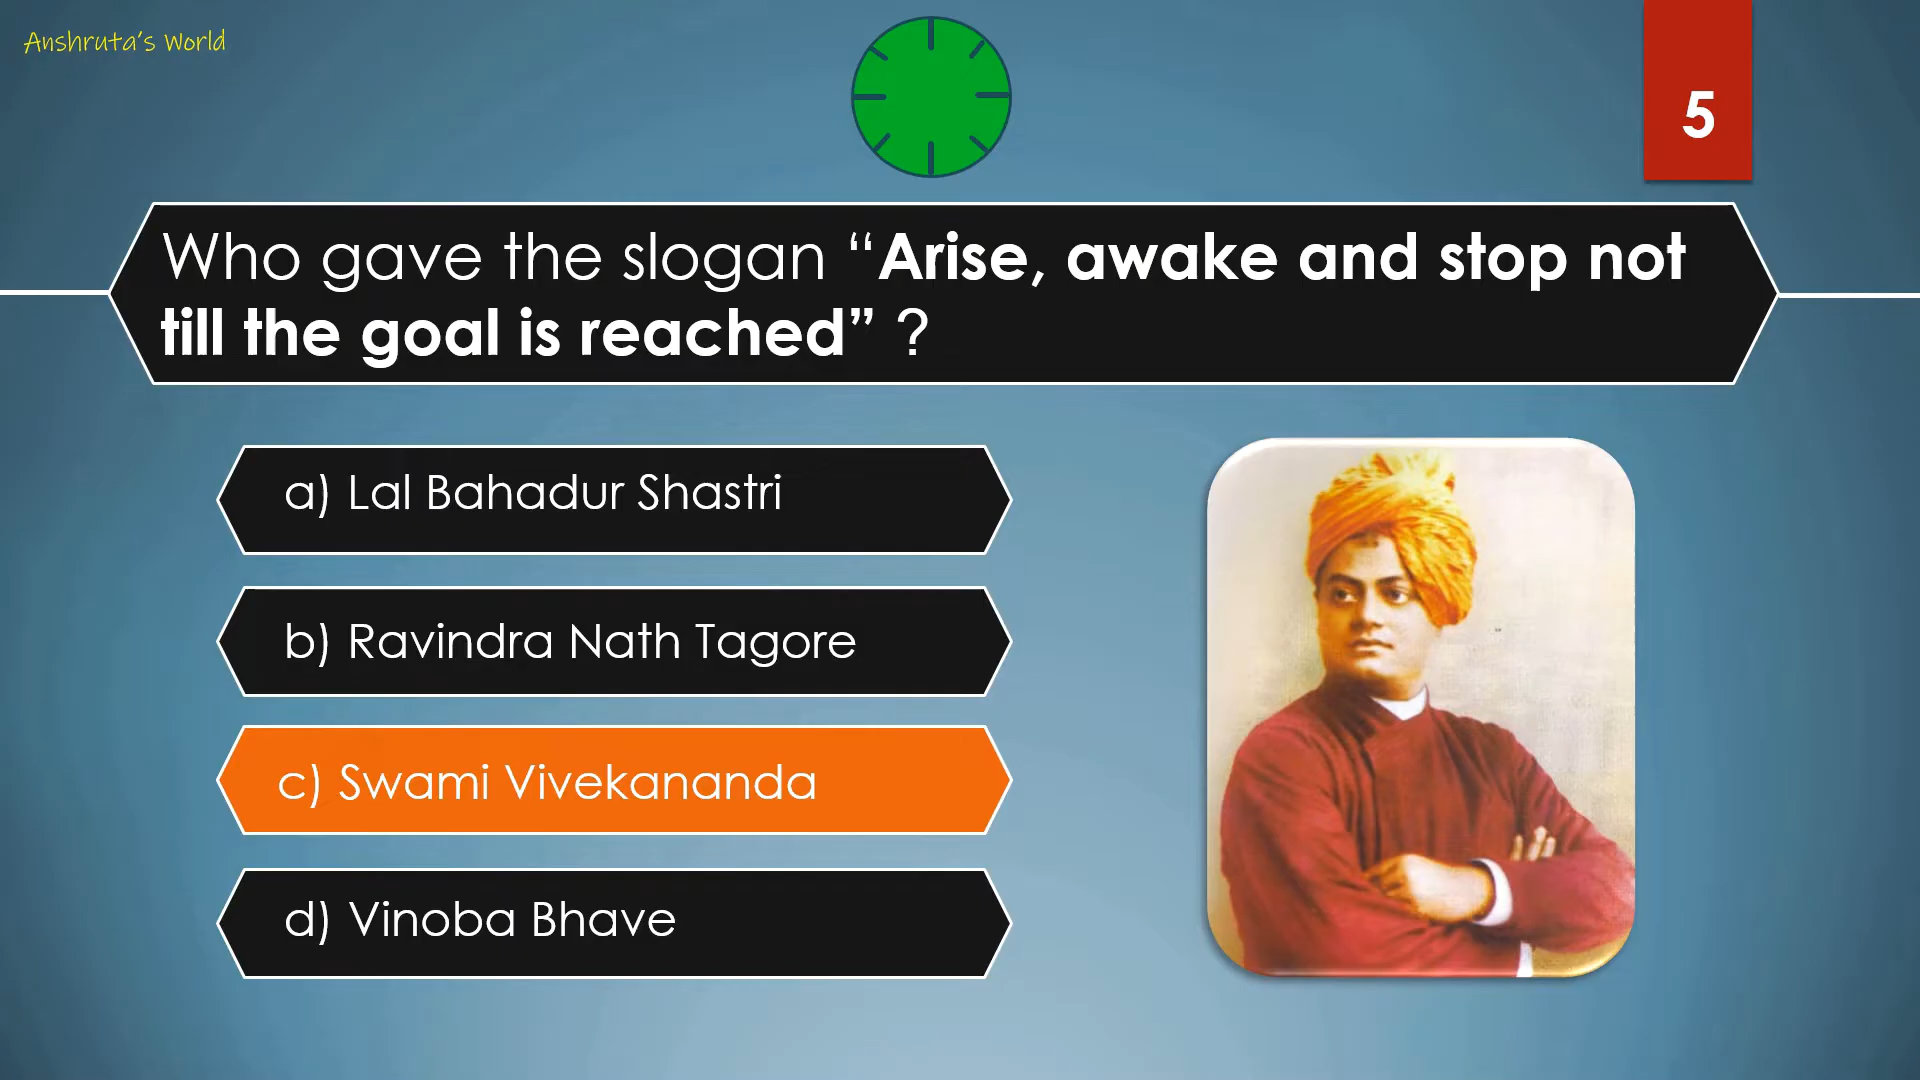 Anshruta's World
5
Who gave the slogan “Arise, awake and stop not
till the goal is reached” ?
a) Lal Bahadur Shastri
b) Ravindra Nath Tagore
c) Swami Vivekananda
d) Vinoba Bhave